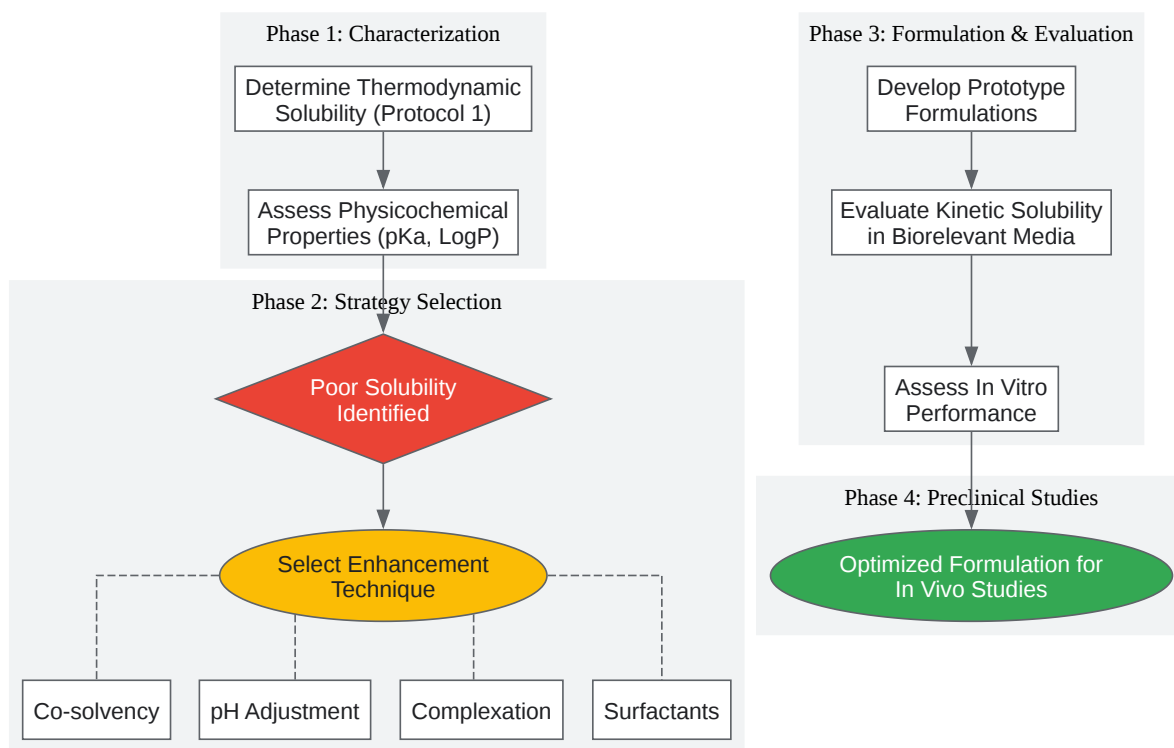 Phase 1: Characterization
Determine Thermodynamic
Solubility (Protocol 1)
Assess Physicochemical
Properties (pKa, LogP)
Phase 2: Strategy Selection
Poor Solubility
Identified
Select Enhancement
Technique
Co-solvency
pH Adjustment
Complexation
Surfactants
Phase 3: Formulation & Evaluation
Develop Prototype
Formulations
Evaluate Kinetic Solubility
in Biorelevant Media
Assess In Vitro
Performance
Phase 4: Preclinical Studies
Optimized Formulation for
In Vivo Studies